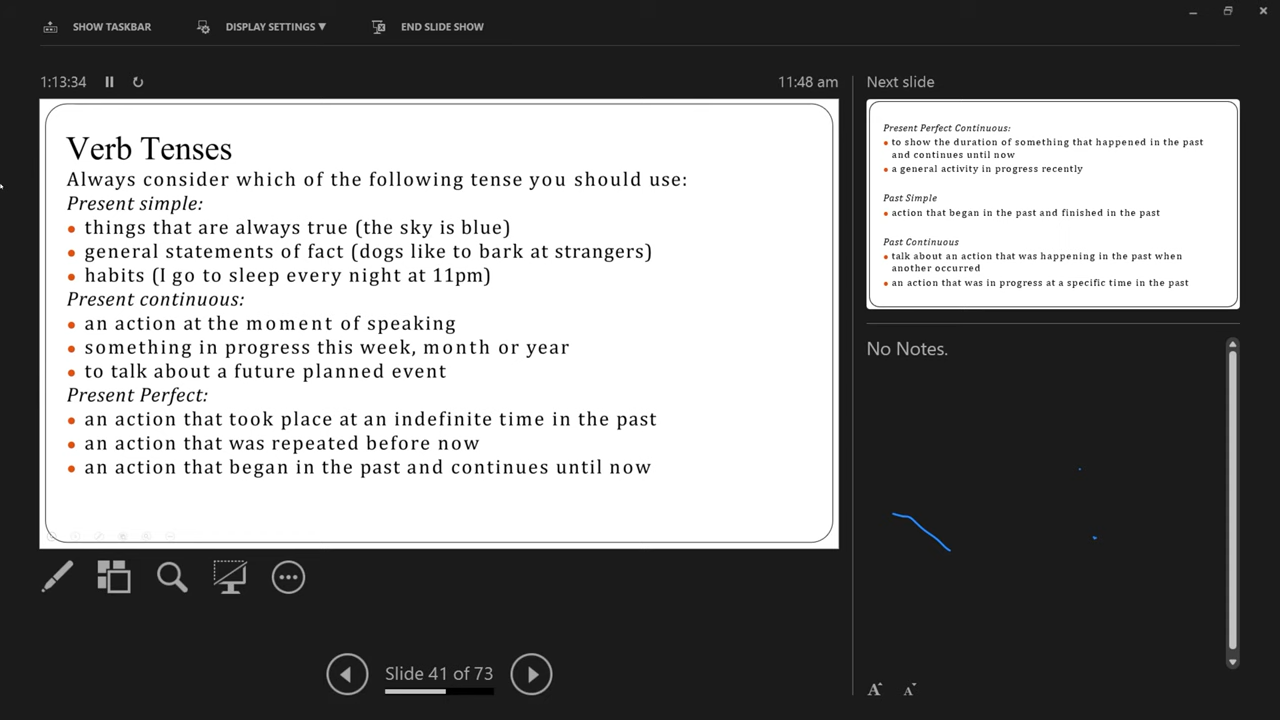 SHOW TASKBAR
DISPLAY SETTINGS ▼
END SLIDE SHOW
1:13:34
11:48 am
Verb Tenses
Always consider which of the following tense you should use:
Present simple:
• things that are always true (the sky is blue)
• general statements of fact (dogs like to bark at strangers)
• habits (I go to sleep every night at 11pm)
Present continuous:
• an action at the moment of speaking
• something in progress this week, month or year
• to talk about a future planned event
Present Perfect:
• an action that took place at an indefinite time in the past
• an action that was repeated before now
• an action that began in the past and continues until now
Slide 41 of 73
Next slide
Present Perfect Continuous:
• to show the duration of something that happened in the past
and continues until now
• a general activity in progress recently
Past Simple
• action that began in the past and finished in the past
Past Continuous
• talk about an action that was happening in the past when
another occurred
• an action that was in progress at a specific time in the past
No Notes.
A A